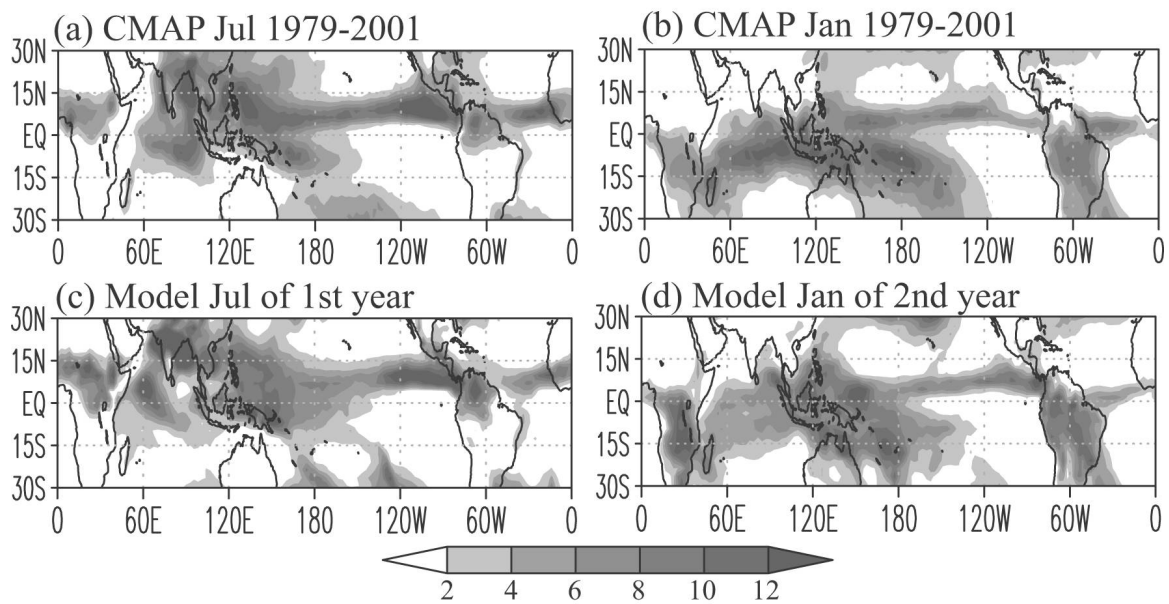 (a) CMAP Jul 1979-2001
(b) CMAP Jan 1979-2001
30N
15N
EQ
15S
30S
0 60E 120E 180 120W 60W 0
30N
15N
EQ
15S
30S
0 60E 120E 180 120W 60W 0
(c) Model Jul of 1st year
(d) Model Jan of 2nd year
30N
15N
EQ
15S
30S
0 60E 120E 180 120W 60W 0
30N
15N
EQ
15S
30S
0 60E 120E 180 120W 60W 0
2 4 6 8 10 12